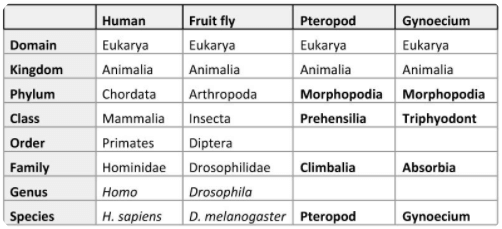 Human Fruit fly Pteropod Gynoecium
Domain Eukarya Eukarya Eukarya Eukarya
Kingdom Animalia Animalia Animalia Animalia
Phylum Chordata Arthropoda Morphopodia Morphopodia
Class Mammalia Insecta Prehensilia Triphyodont
Order Primates Diptera
Family Hominidae Drosophilidae Climbalia Absorbia
Genus Homo Drosophila
Species H. sapiens D. melanogaster Pteropod Gynoecium